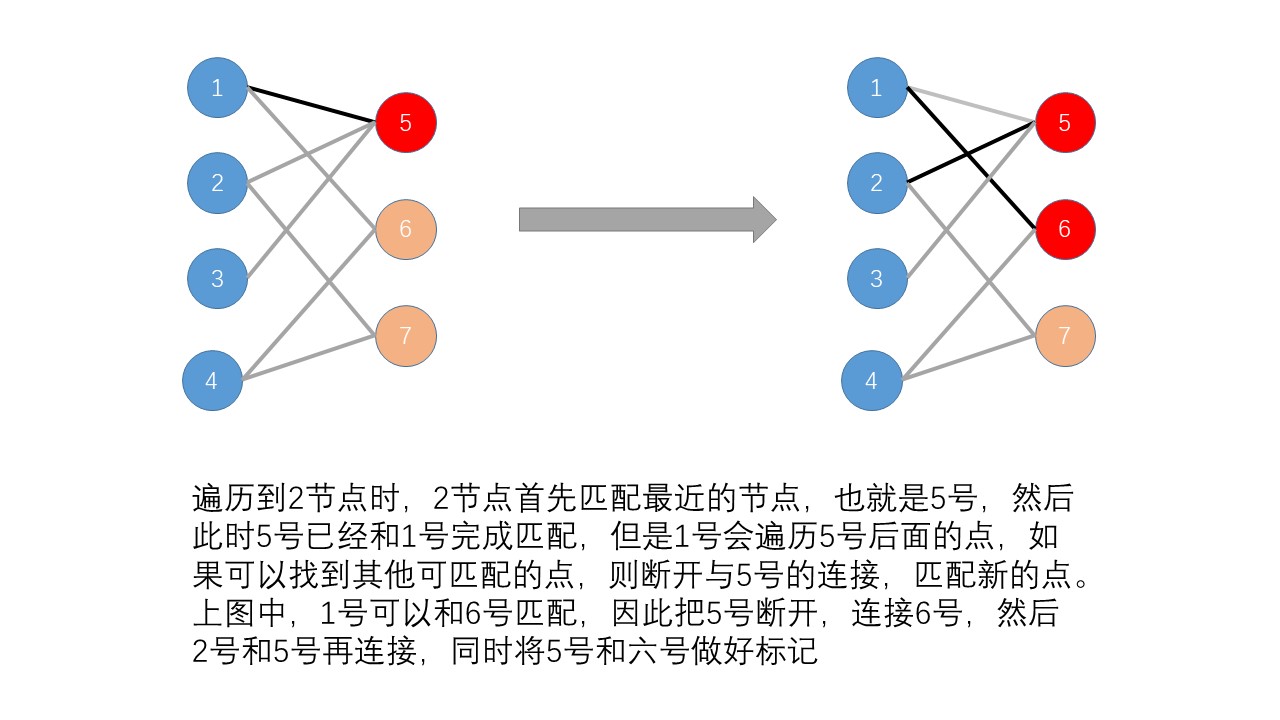 1
5
2
6
3
7
4
1
5
2
6
3
7
4
遍历到2节点时，2节点首先匹配最近的节点，也就是5号，然后
此时5号已经和1号完成匹配，但是1号会遍历5号后面的点，如
果可以找到其他可匹配的点，则断开与5号的连接，匹配新的点。
上图中，1号可以和6号匹配，因此把5号断开，连接6号，然后
2号和5号再连接，同时将5号和六号做好标记